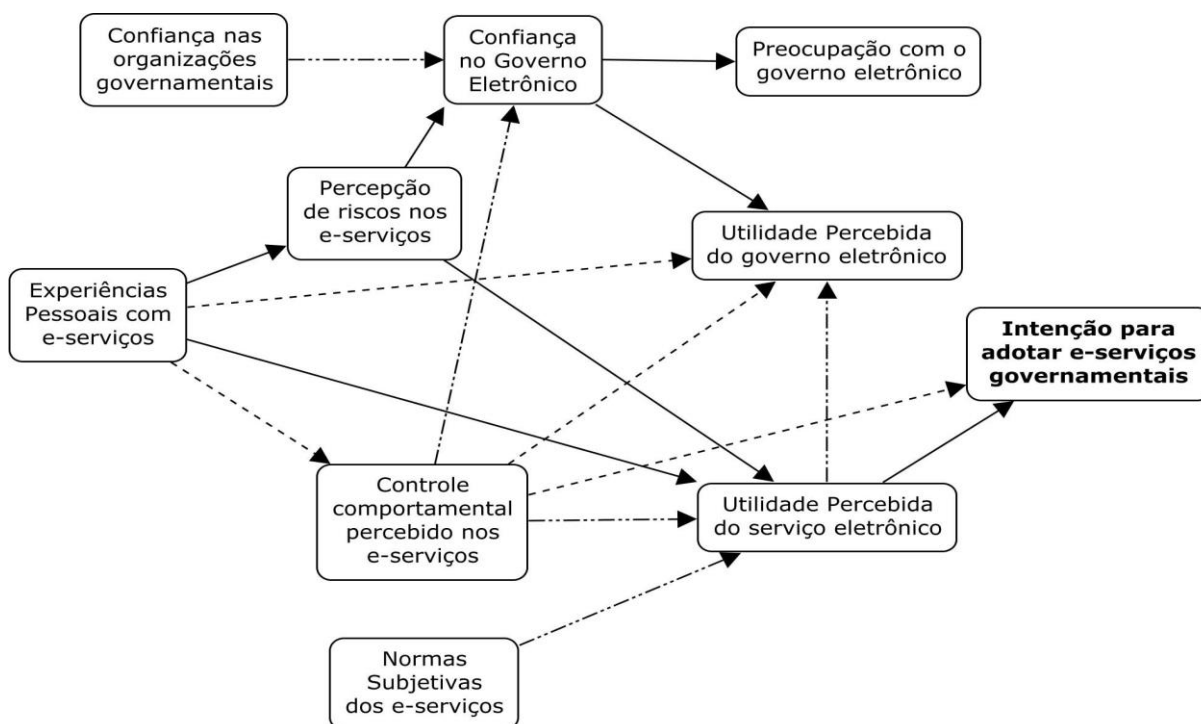 Confiança nas
organizações
governamentais
Confiança
no Governo
Eletrônico
Preocupação com o
governo eletrônico
Percepção
de riscos nos
e-serviços
Utilidade Percebida
do governo eletrônico
Experiências
Pessoais com
e-serviços
Intenção para
adotar e-serviços
governamentais
Controle
comportamental
percebido nos
e-serviços
Utilidade Percebida
do serviço eletrônico
Normas
Subjetivas
dos e-serviços